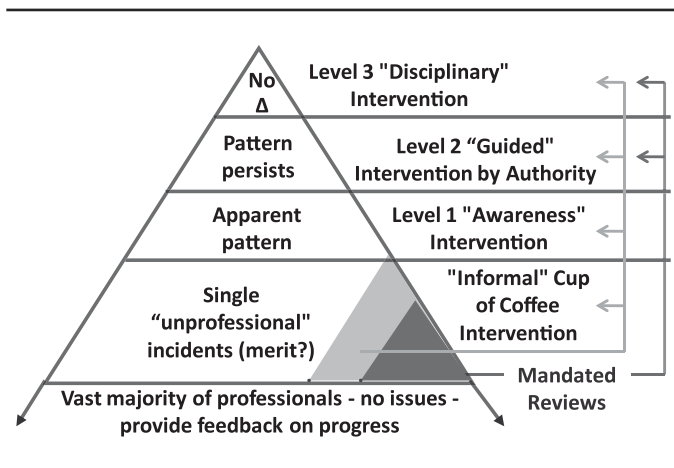 No
Δ
Level 3 "Disciplinary"
Intervention
Pattern
persists
Level 2 “Guided"
Intervention by Authority
Apparent
pattern
Level 1 "Awareness"
Intervention
Single
“unprofessional"
incidents (merit?)
"Informal" Cup
of Coffee
Intervention
Mandated
Reviews
Vast majority of professionals - no issues -
provide feedback on progress